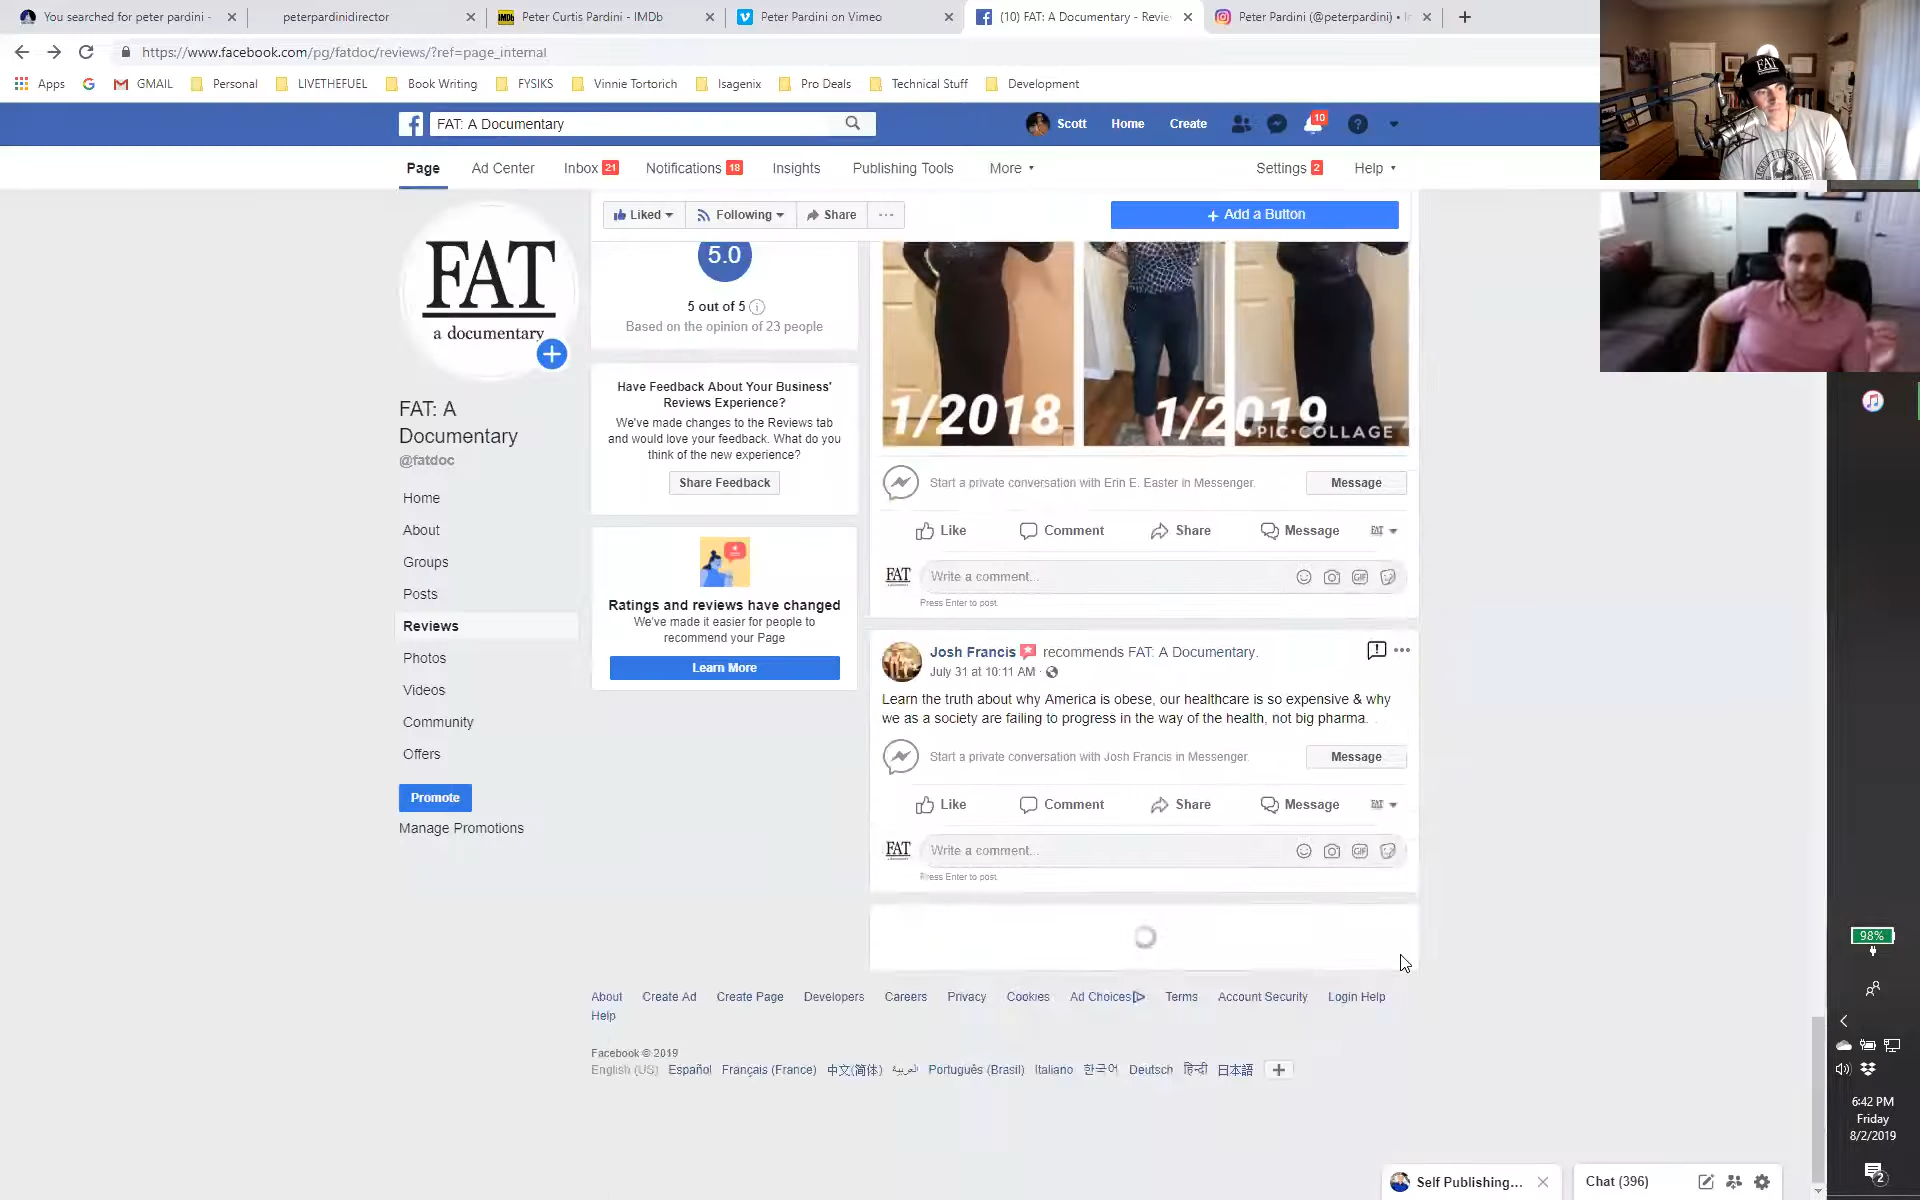 You searched for peter pardini -
peterpardinidirector
Peter Curtis Pardini - IMDb
Peter Pardini on Vimeo
(10) FAT: A Documentary - Revie
Peter Pardini (@peterpardini) •
https://www.facebook.com/pg/fatdoc/reviews/?ref=page_internal
Apps
GMAIL
Personal
LIVETHEFUEL
Book Writing
FYSIKS
Vinnie Tortorich
Isagenix
Pro Deals
Technical Stuff
Development
FAT: A Documentary
Scott
Home
Create
10
Page
Ad Center
Inbox 21
Notifications 18
Insights
Publishing Tools
More
Settings 2
Help
Liked
Following
Share
+ Add a Button
FAT
a documentary
FAT: A
Documentary
@fatdoc
Home
About
Groups
Posts
Reviews
Photos
Videos
Community
Offers
Promote
Manage Promotions
5.0
5 out of 5
Based on the opinion of 23 people
Have Feedback About Your Business'
Reviews Experience?
We've made changes to the Reviews tab
and would love your feedback. What do you
think of the new experience?
Share Feedback
Ratings and reviews have changed
We've made it easier for people to
recommend your Page
Learn More
1/2018
1/2019
PIC•COLLAGE
Start a private conversation with Erin E. Easter in Messenger.
Message
Like
Comment
Share
Message
FAT
FAT
Write a comment...
GIF
Press Enter to post.
Josh Francis recommends FAT: A Documentary.
July 31 at 10:11 AM ·
Learn the truth about why America is obese, our healthcare is so expensive & why
we as a society are failing to progress in the way of the health, not big pharma.
Start a private conversation with Josh Francis in Messenger.
Message
Like
Comment
Share
Message
FAT
FAT
Write a comment...
GIF
Press Enter to post.
About
Create Ad
Create Page
Developers
Careers
Privacy
Cookies
Ad Choices
Terms
Account Security
Login Help
Help
Facebook © 2019
English (US)
Español
Français (France)
中文(简体)
العربية
Português (Brasil)
Italiano
한국어
Deutsch
हिन्दी
日本語
FAT
98%
6:42 PM
Friday
8/2/2019
2
Self Publishing...
Chat (396)